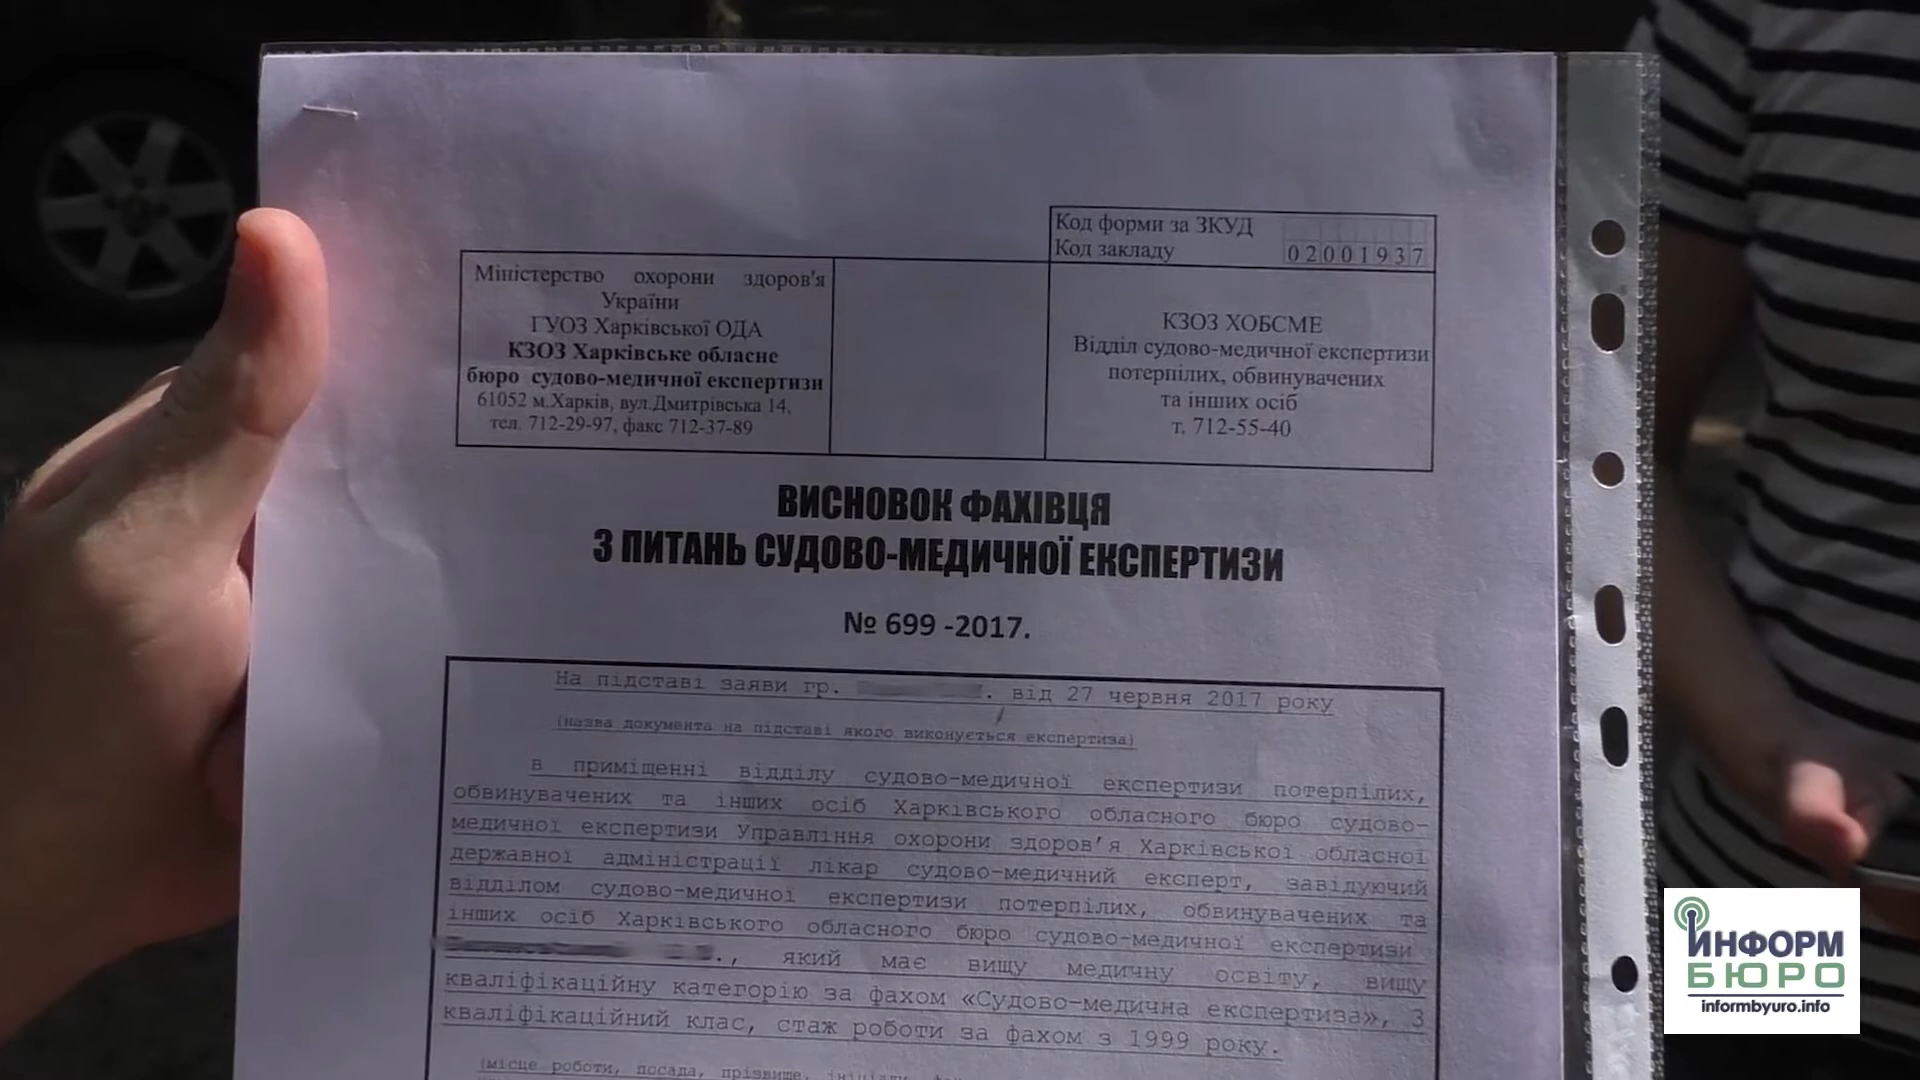 Код форми за ЗКУД
Код закладу 02001937
Міністерство охорони здоров'я
України
ГУОЗ Харківської ОДА
КЗОЗ Харківське обласне
бюро судово-медичної експертизи
61052 м.Харків, вул.Дмитрівська 14,
тел. 712-29-97, факс 712-37-89
КЗОЗ ХОБСМЕ
Відділ судово-медичної експертизи
потерпілих, обвинувачених
та інших осіб
т. 712-55-40
ВИСНОВОК ФАХІВЦЯ
З ПИТАНЬ СУДОВО-МЕДИЧНОЇ ЕКСПЕРТИЗИ
№ 699 -2017.
На підставі заяви гр. . від 27 червня 2017 року
(назва документа на підставі якого виконується експертиза)
в приміщенні відділу судово-медичної експертизи потерпілих,
обвинувачених та інших осіб Харківського обласного бюро судово-
медичної експертизи Управління охорони здоров'я Харківської обласної
державної адміністрації лікар судово-медичний експерт, завідуючий
відділом судово-медичної експертизи потерпілих, обвинувачених та
інших осіб Харківського обласного бюро судово-медичної експертизи
., який має вищу медичну освіту, вищу
кваліфікаційну категорію за фахом «Судово-медична експертиза», 3
кваліфікаційний клас, стаж роботи за фахом з 1999 року.
(місце роботи, посада, прізвище, ініціали,
ИНФОРМ
БЮРО
informbyuro.info